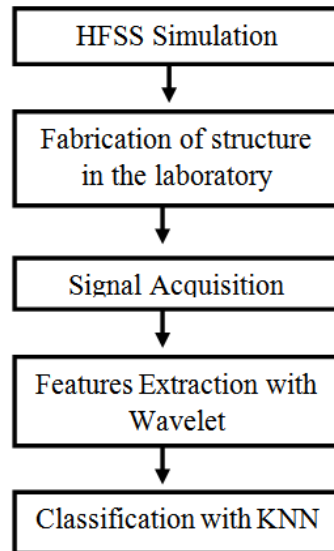 HFSS Simulation
Fabrication of structure
in the laboratory
Signal Acquisition
Features Extraction with
Wavelet
Classification with KNN